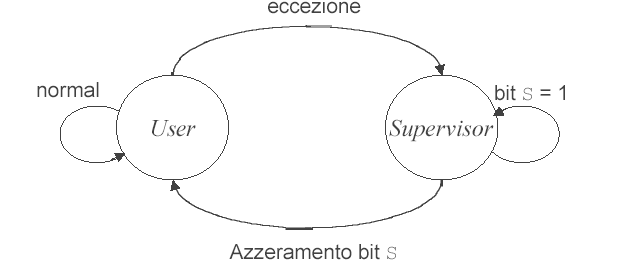 eccezione
normal
bit S = 1
User
Supervisor
Azzeramento bit S